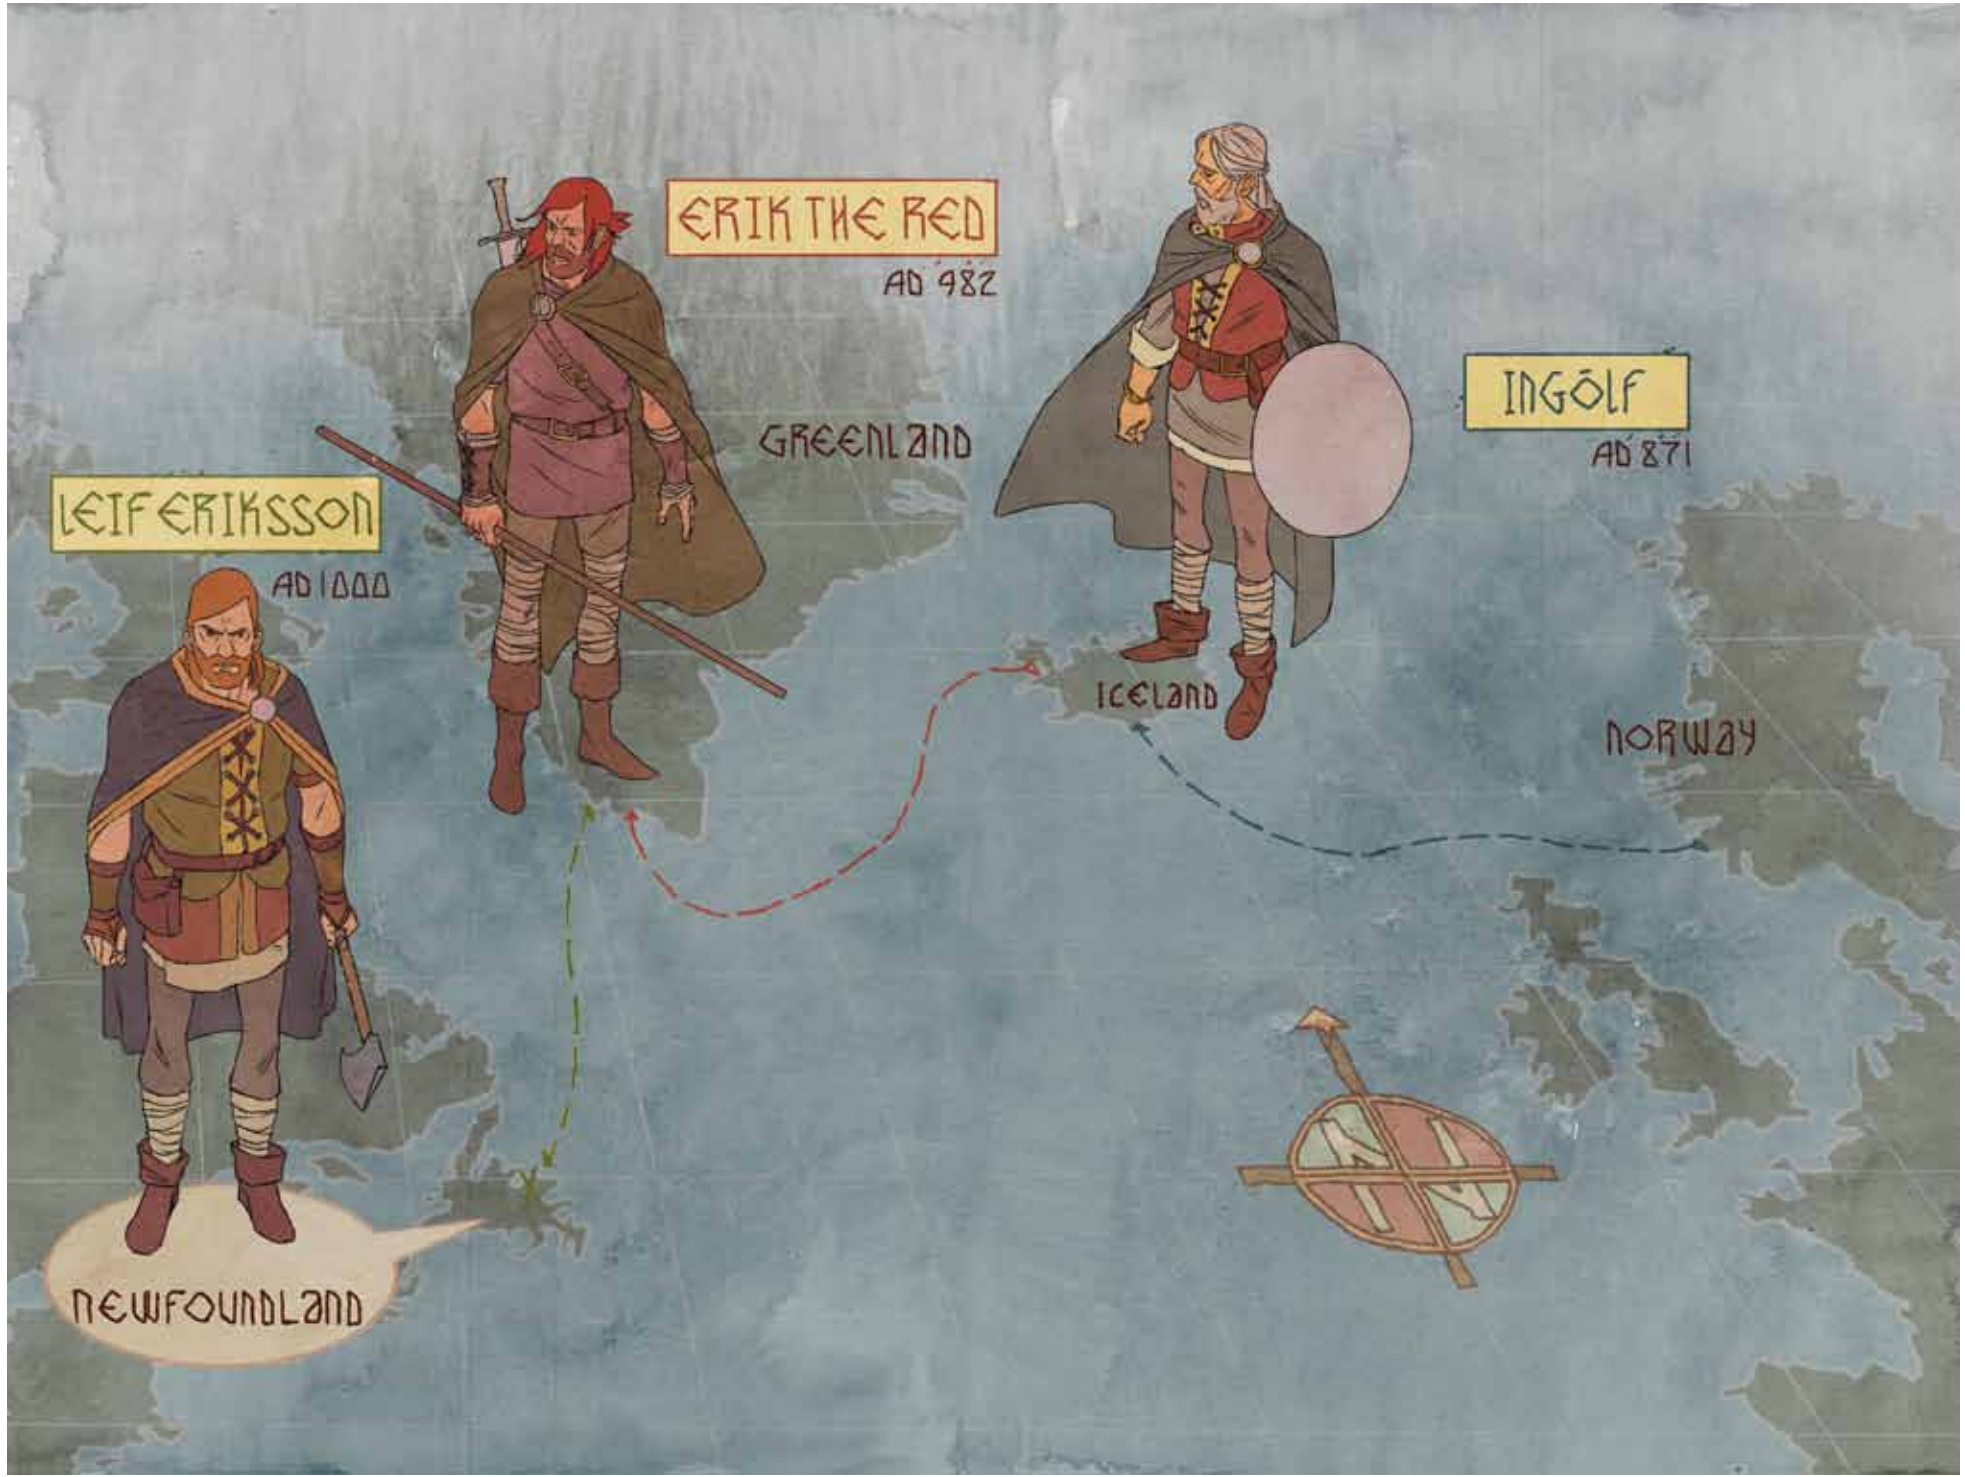 ERIK THE RED
AD 982
INGÓLF
AD 871
GREENLAND
LEIF ERIKSSON
AD 1000
ICELAND
NORWAY
NEWFOUNDLAND